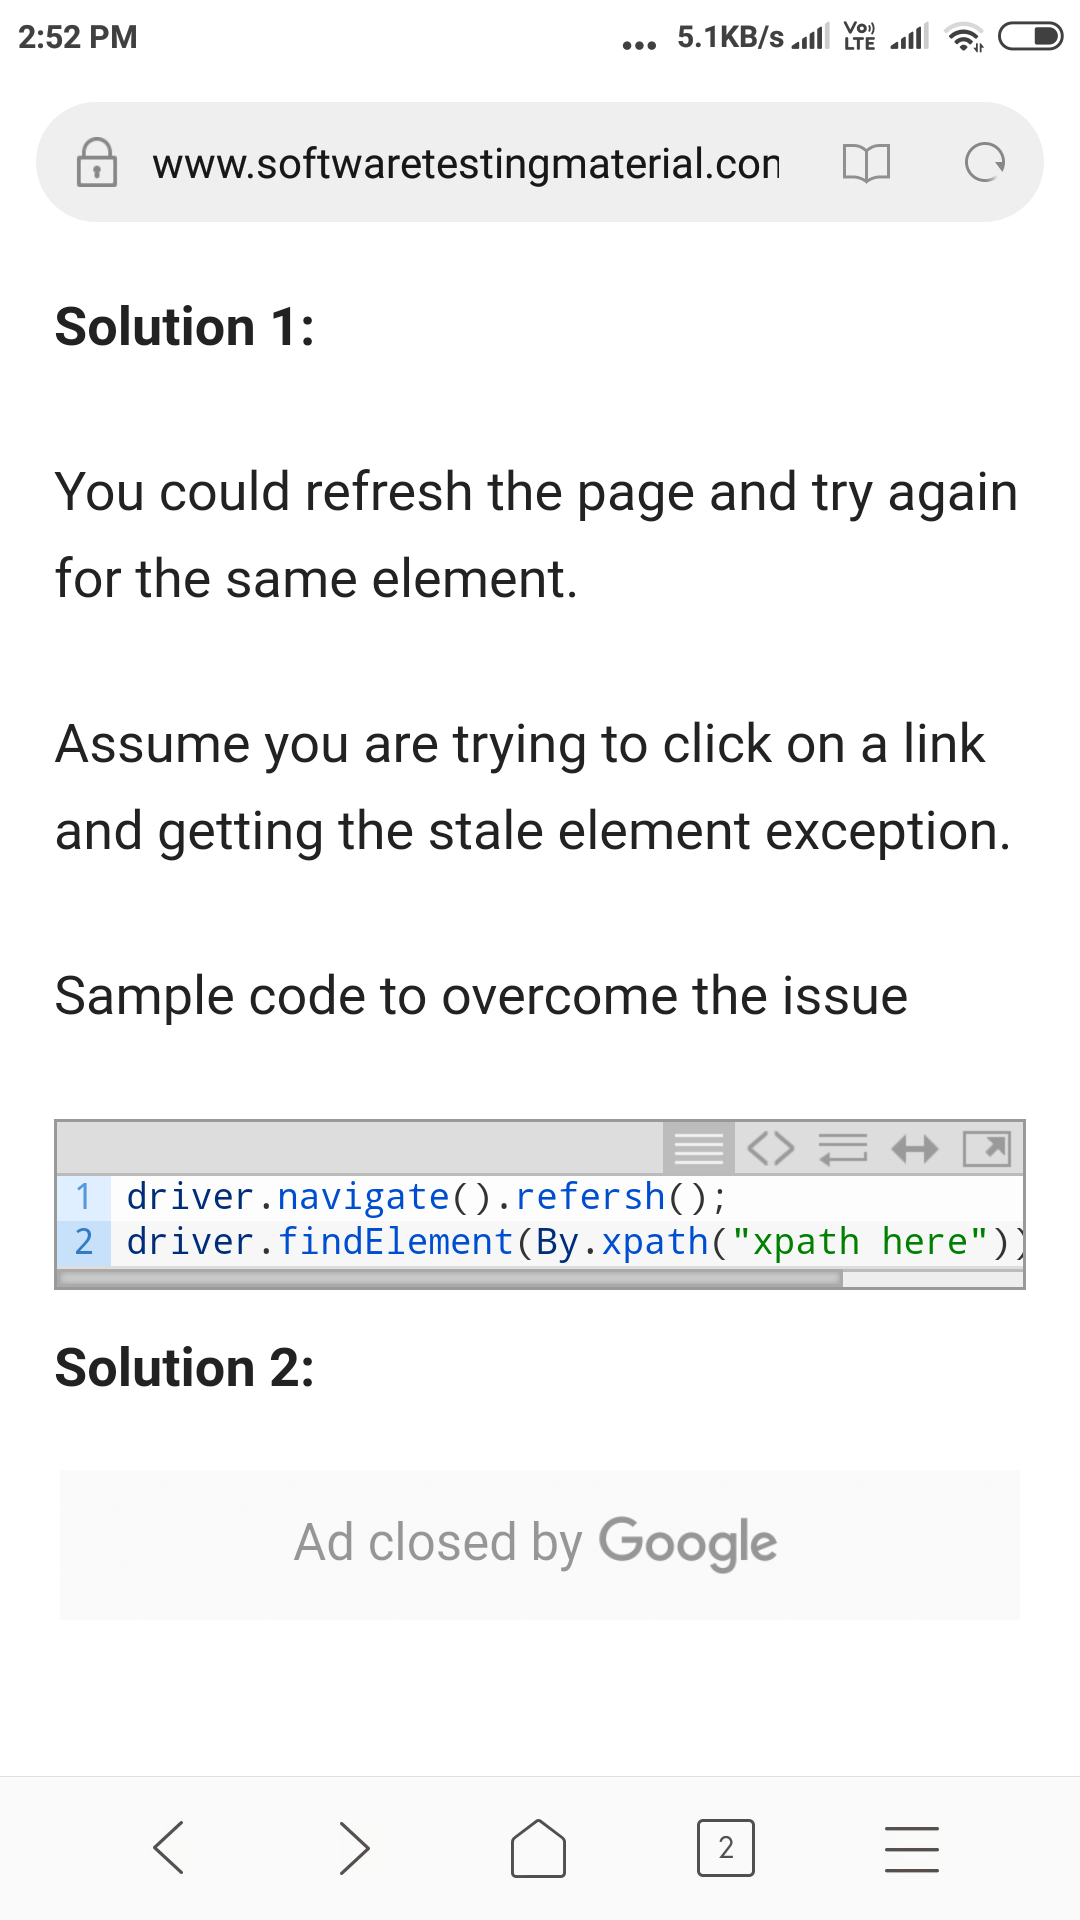 2:52 PM
... 5.1KB/s VoLTE
www.softwaretestingmaterial.con
Solution 1:
You could refresh the page and try again
for the same element.
Assume you are trying to click on a link
and getting the stale element exception.
Sample code to overcome the issue
1 driver.navigate().refersh();
2 driver.findElement(By.xpath("xpath here"))
Solution 2:
Ad closed by Google
2